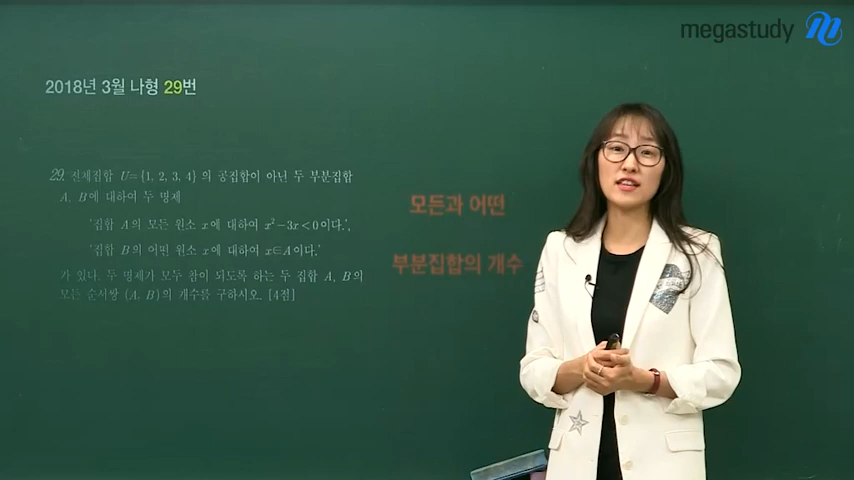 megastudy
2018년 3월 나형 29번
29. 전체집합 U={1, 2, 3, 4} 의 공집합이 아닌 두 부분집합
A, B에 대하여 두 명제
‘집합 A의 모든 원소 x에 대하여 x²−3x<0이다.’,
‘집합 B의 어떤 원소 x에 대하여 x∈A이다.’
가 있다. 두 명제가 모두 참이 되도록 하는 두 집합 A, B의
모든 순서쌍 (A, B)의 개수를 구하시오. [4점]
모든과 어떤
부분집합의 개수